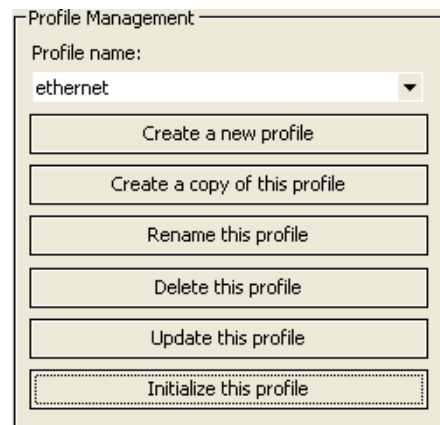 Profile Management
Profile name:
ethernet
Create a new profile
Create a copy of this profile
Rename this profile
Delete this profile
Update this profile
Initialize this profile